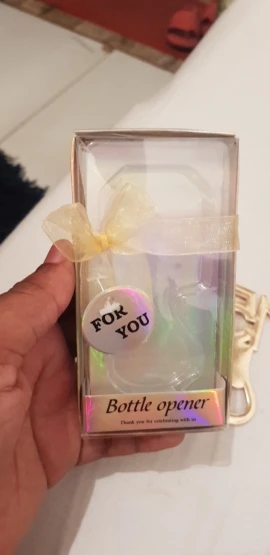 FOR
YOU
Bottle opener
Thank you for celebrating with us